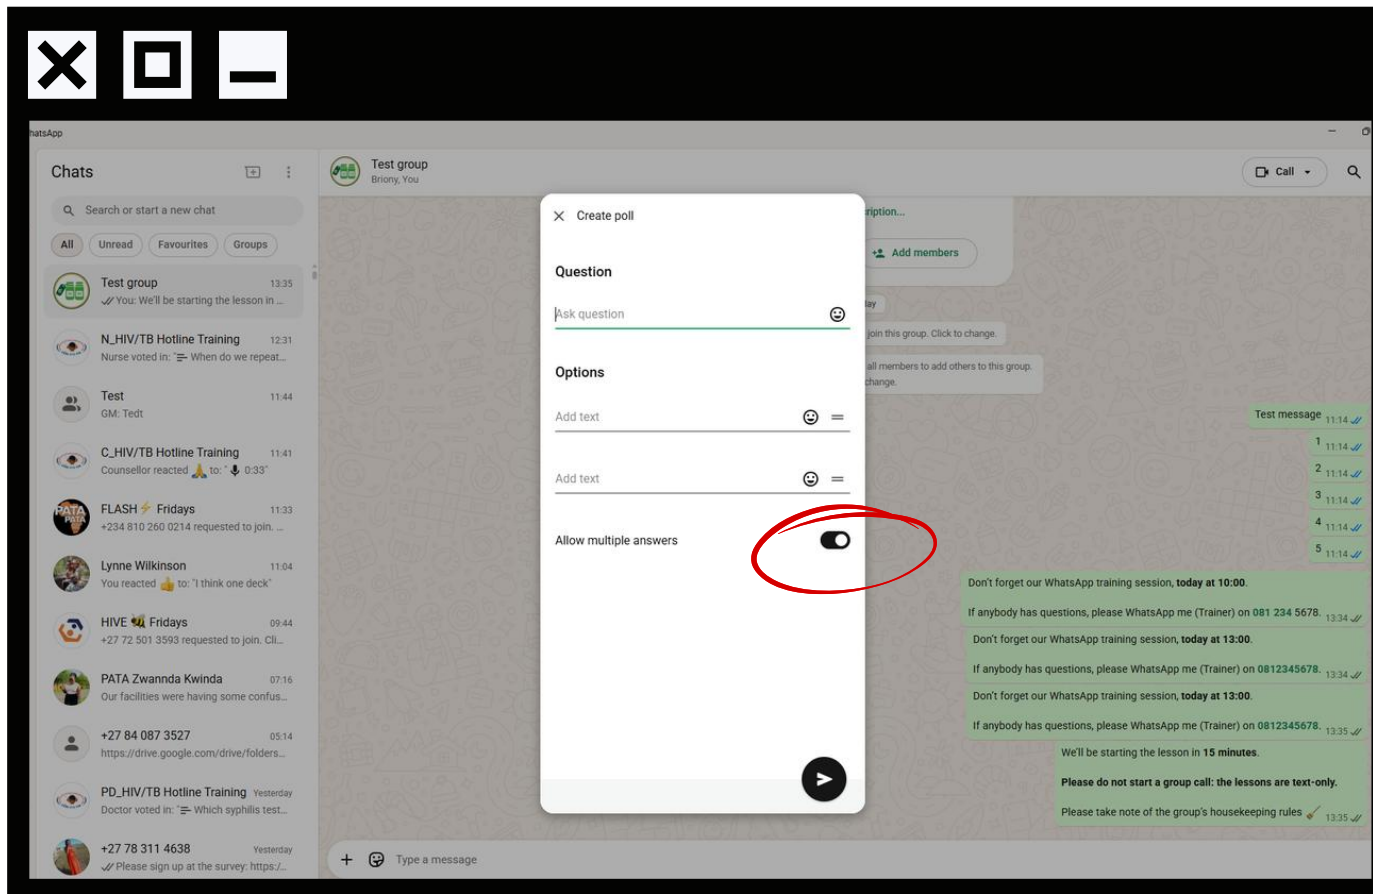 hatsApp
Chats
Search or start a new chat
All
Unread
Favourites
Groups
Test group 13:35
You: We'll be starting the lesson in ...
N_HIV/TB Hotline Training 12:31
Nurse voted in: "When do we repeat...
Test 11:44
GM: Tedt
C_HIV/TB Hotline Training 11:41
Counsellor reacted 🙏 to: "🎤 0:33"
PATA
PATA
FLASH⚡ Fridays 11:33
+234 810 260 0214 requested to join. ...
Lynne Wilkinson 11:04
You reacted 👍 to: "I think one deck"
HIVE 🐝 Fridays 09:44
+27 72 501 3593 requested to join. Cli...
PATA Zwannda Kwinda 07:16
Our facilities were having some confus...
+27 84 087 3527 05:14
https://drive.google.com/drive/folders...
PD_HIV/TB Hotline Training Yesterday
Doctor voted in: "Which syphilis test...
+27 78 311 4638 Yesterday
Please sign up at the survey: https:/...
Test group
Briony, You
Call
Create poll
Question
Ask question
Options
Add text
Add text
Allow multiple answers
ription...
Add members
ay
join this group. Click to change.
all members to add others to this group.
change.
Test message 11:14
1 11:14
2 11:14
3 11:14
4 11:14
5 11:14
Don't forget our WhatsApp training session, today at 10:00.
If anybody has questions, please WhatsApp me (Trainer) on 081 234 5678. 13:34
Don't forget our WhatsApp training session, today at 13:00.
If anybody has questions, please WhatsApp me (Trainer) on 0812345678. 13:34
Don't forget our WhatsApp training session, today at 13:00.
If anybody has questions, please WhatsApp me (Trainer) on 0812345678. 13:35
We'll be starting the lesson in 15 minutes.
Please do not start a group call: the lessons are text-only.
Please take note of the group's housekeeping rules 🧹 13:35
Type a message